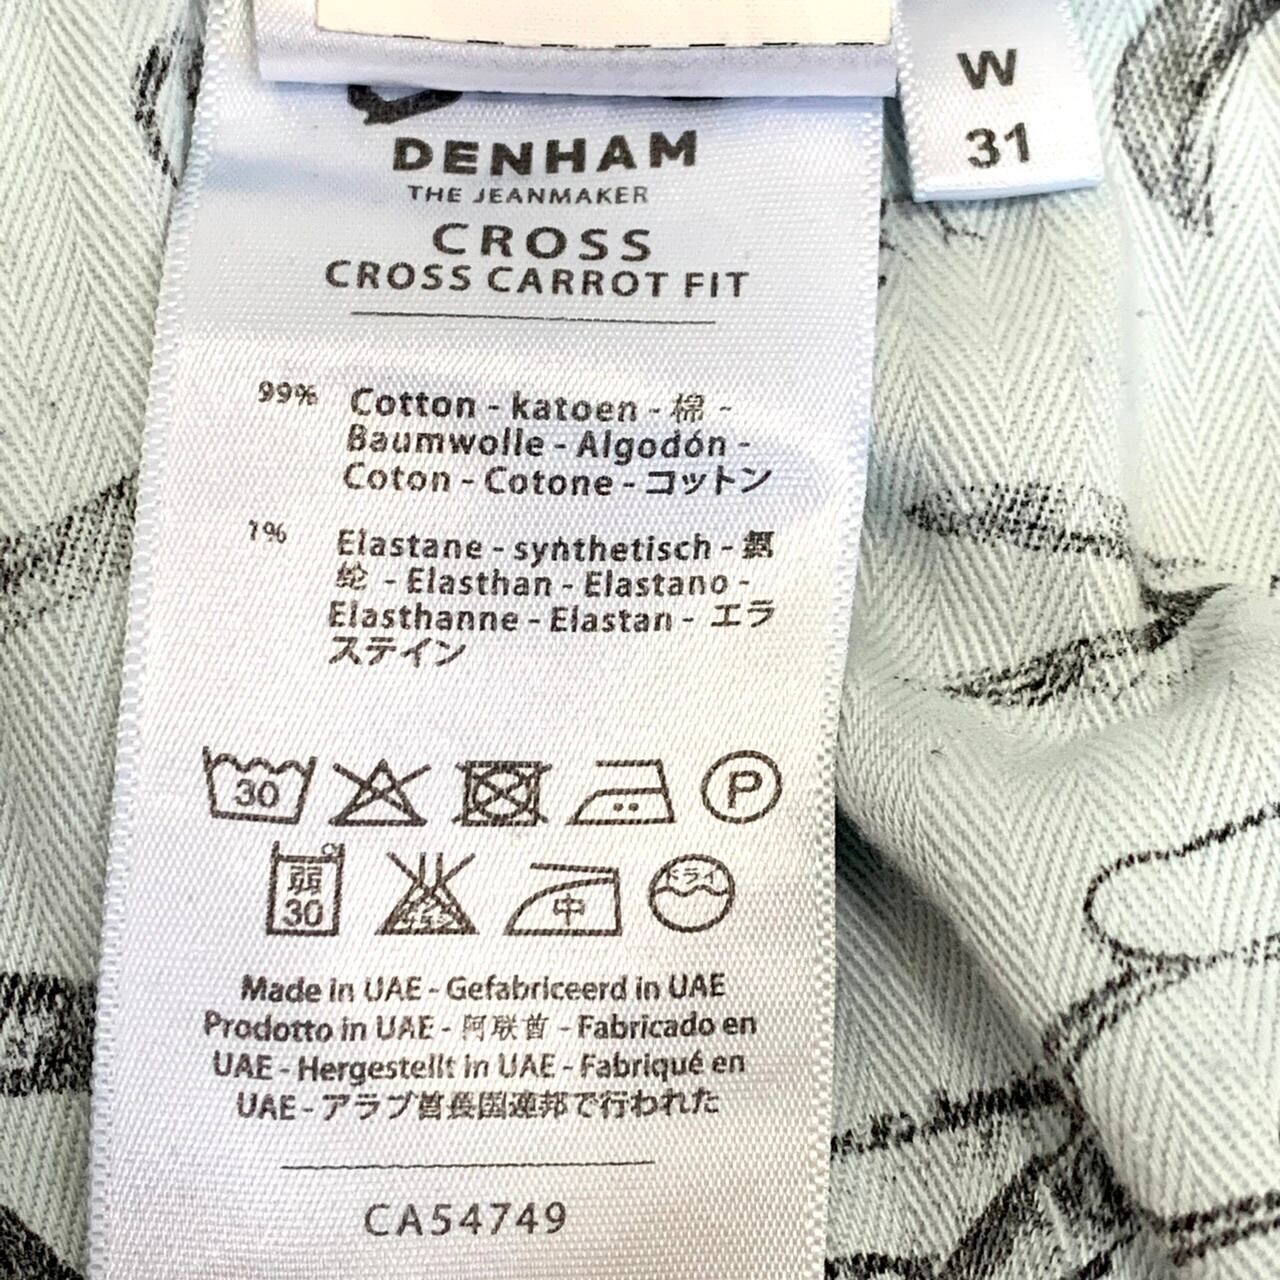 W
31
DENHAM
THE JEANMAKER
CROSS
CROSS CARROT FIT
99% Cotton - katoen - 棉 -
Baumwolle - Algodón -
Coton - Cotone - コットン
1% Elastane - synthetisch -
- Elasthan - Elastano -
Elasthanne - Elastan - エラ
ステイン
30
P
弱
30
中
ドライ
Made in UAE - Gefabriceerd in UAE
Prodotto in UAE - 阿联酋 - Fabricado en
UAE - Hergestellt in UAE - Fabriqué en
UAE - アラブ首長国連邦で行われた
CA54749